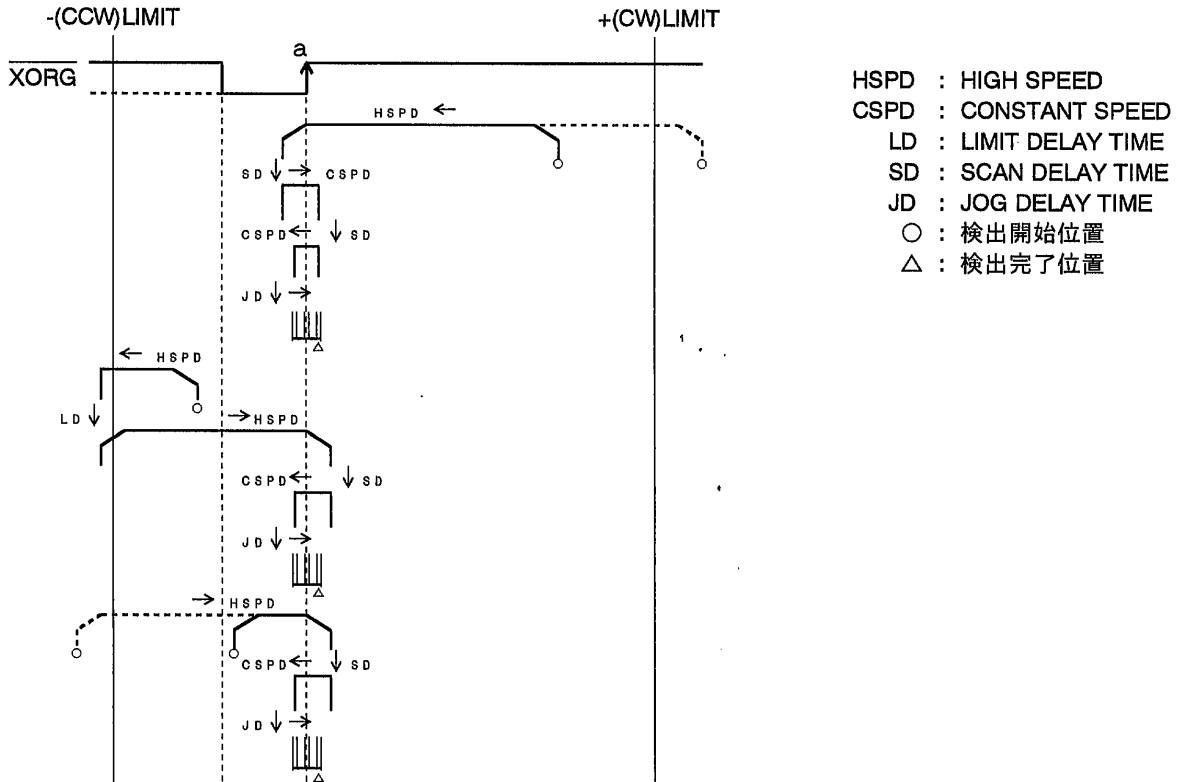 -(CCW)LIMIT
+(CW)LIMIT
a
XORG
HSPD
SD CSPD
CSPD SD
JD
HSPD
LD
HSPD
CSPD SD
JD
HSPD
CSPD SD
JD
HSPD : HIGH SPEED
CSPD : CONSTANT SPEED
LD : LIMIT DELAY TIME
SD : SCAN DELAY TIME
JD : JOG DELAY TIME
○ : 検出開始位置
△ : 検出完了位置